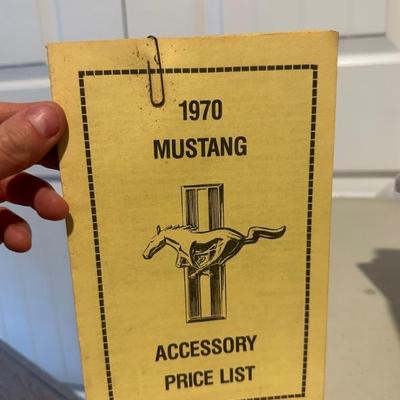 1970
MUSTANG
ACCESSORY
PRICE LIST